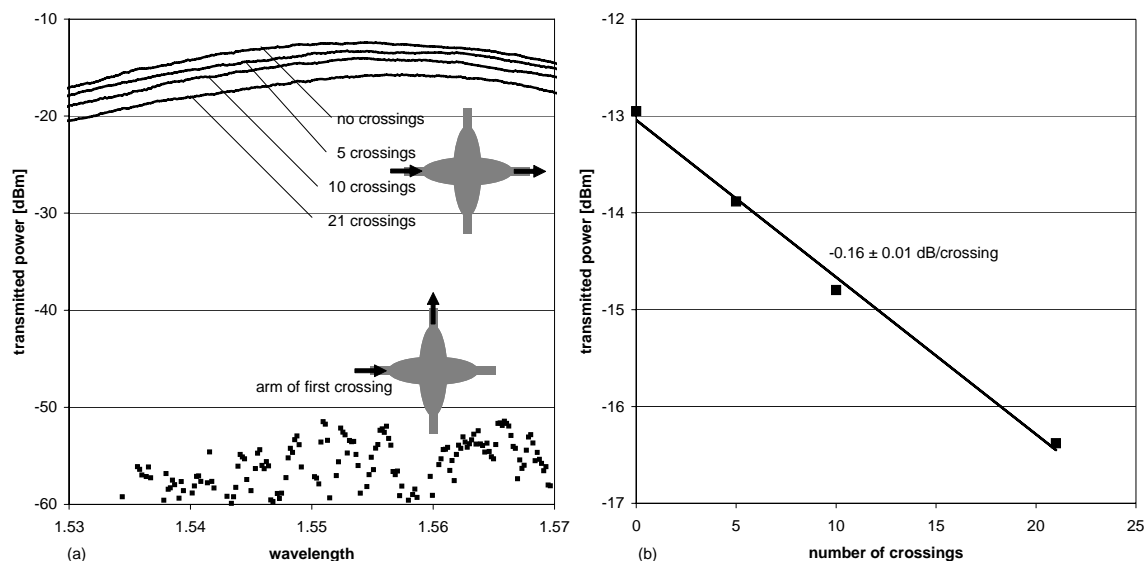 -10
-20
-30
-40
-50
-60
transmitted power [dBm]
no crossings
5 crossings
10 crossings
21 crossings
arm of first crossing
1.53
1.54
1.55
1.56
1.57
(a)
wavelength
-12
-13
-14
-15
-16
-17
transmitted power [dBm]
-0.16 ± 0.01 dB/crossing
0
5
10
15
20
25
(b)
number of crossings